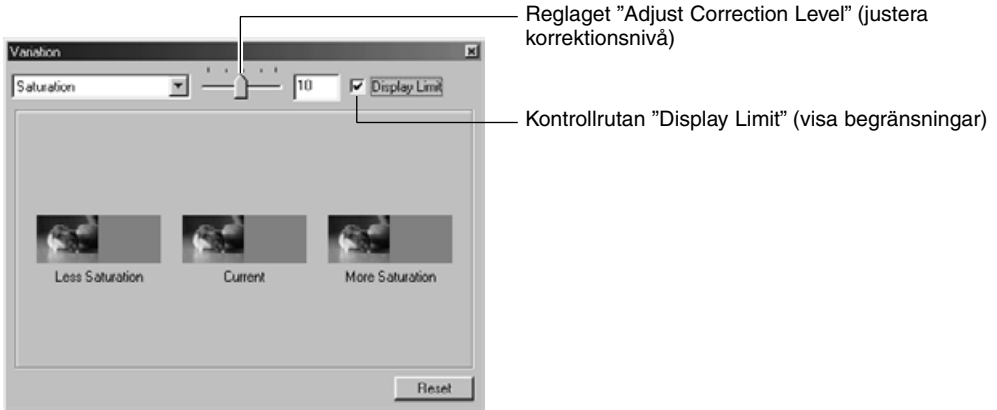 Reglaget ”Adjust Correction Level” (justera
korrektionsnivå)
Variation
Saturation
10
Display Limit
Kontrollrutan ”Display Limit” (visa begränsningar)
Less Saturation
Current
More Saturation
Reset